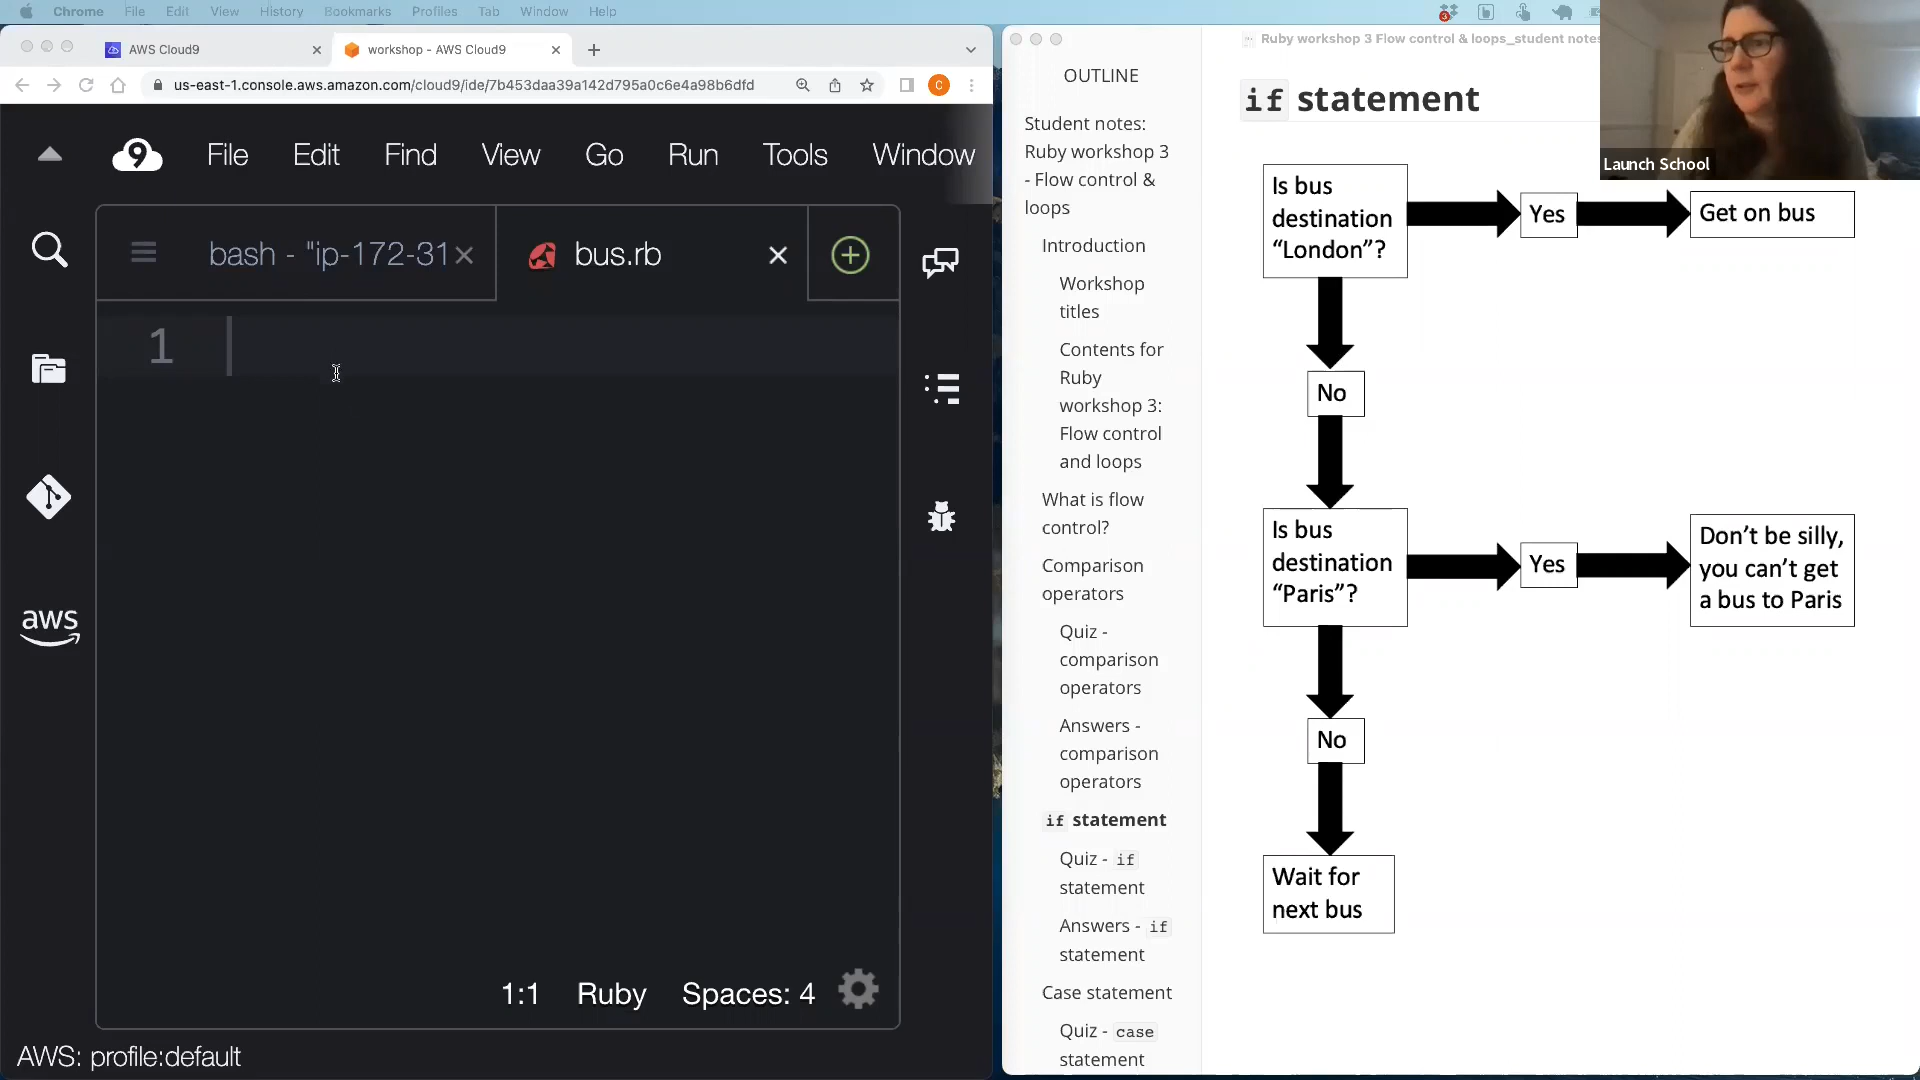 Chrome File Edit View History Bookmarks Profiles Tab Window Help
3
AWS Cloud9
workshop - AWS Cloud9
us-east-1.console.aws.amazon.com/cloud9/ide/7b453daa39a142d795a0c6e4a98b6dfd
C
9 File Edit Find View Go Run Tools Window
bash - "ip-172-31
bus.rb
1
aws
1:1 Ruby Spaces: 4
AWS: profile:default
Ruby workshop 3 Flow control & loops_student notes
OUTLINE
Student notes:
Ruby workshop 3
- Flow control &
loops
Introduction
Workshop
titles
Contents for
Ruby
workshop 3:
Flow control
and loops
What is flow
control?
Comparison
operators
Quiz -
comparison
operators
Answers -
comparison
operators
if statement
Quiz - if
statement
Answers - if
statement
Case statement
Quiz - case
statement
if statement
Is bus
destination
“London”?
Yes
Get on bus
No
Is bus
destination
“Paris”?
Yes
Don’t be silly,
you can’t get
a bus to Paris
No
Wait for
next bus
Launch School